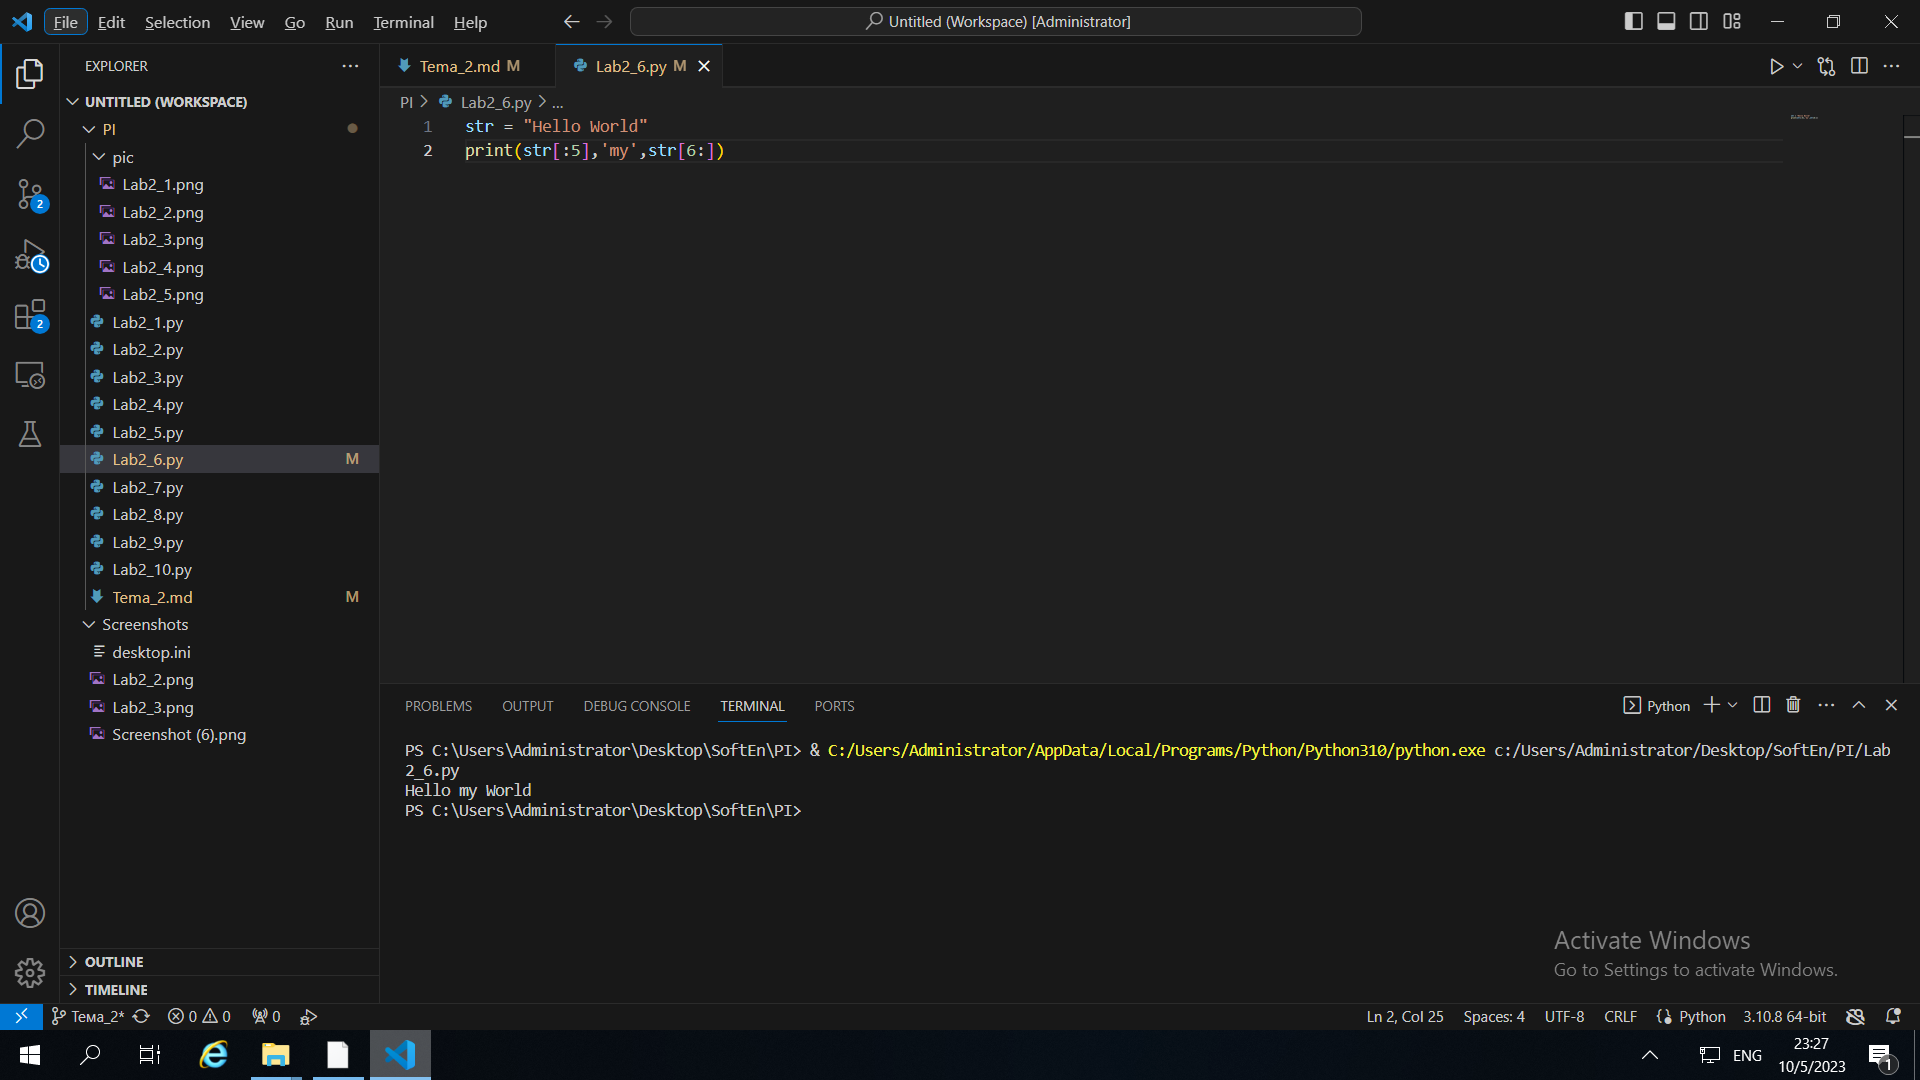 File Edit Selection View Go Run Terminal Help
Untitled (Workspace) [Administrator]
EXPLORER
Tema_2.md M
Lab2_6.py M
UNTITLED (WORKSPACE)
PI > Lab2_6.py > ...
PI
pic
Lab2_1.png
Lab2_2.png
Lab2_3.png
Lab2_4.png
Lab2_5.png
Lab2_1.py
Lab2_2.py
Lab2_3.py
Lab2_4.py
Lab2_5.py
Lab2_6.py M
Lab2_7.py
Lab2_8.py
Lab2_9.py
Lab2_10.py
Tema_2.md M
Screenshots
desktop.ini
Lab2_2.png
Lab2_3.png
Screenshot (6).png
OUTLINE
TIMELINE
2
2
1 str = "Hello World"
2 print(str[:5],'my',str[6:])
PROBLEMS OUTPUT DEBUG CONSOLE TERMINAL PORTS
Python
PS C:\Users\Administrator\Desktop\SoftEn\PI> & C:/Users/Administrator/AppData/Local/Programs/Python/Python310/python.exe c:/Users/Administrator/Desktop/SoftEn/PI/Lab
2_6.py
Hello my World
PS C:\Users\Administrator\Desktop\SoftEn\PI>
Activate Windows
Go to Settings to activate Windows.
Тема_2* 0 0 0
Ln 2, Col 25 Spaces: 4 UTF-8 CRLF Python 3.10.8 64-bit
ENG
23:27
10/5/2023
1